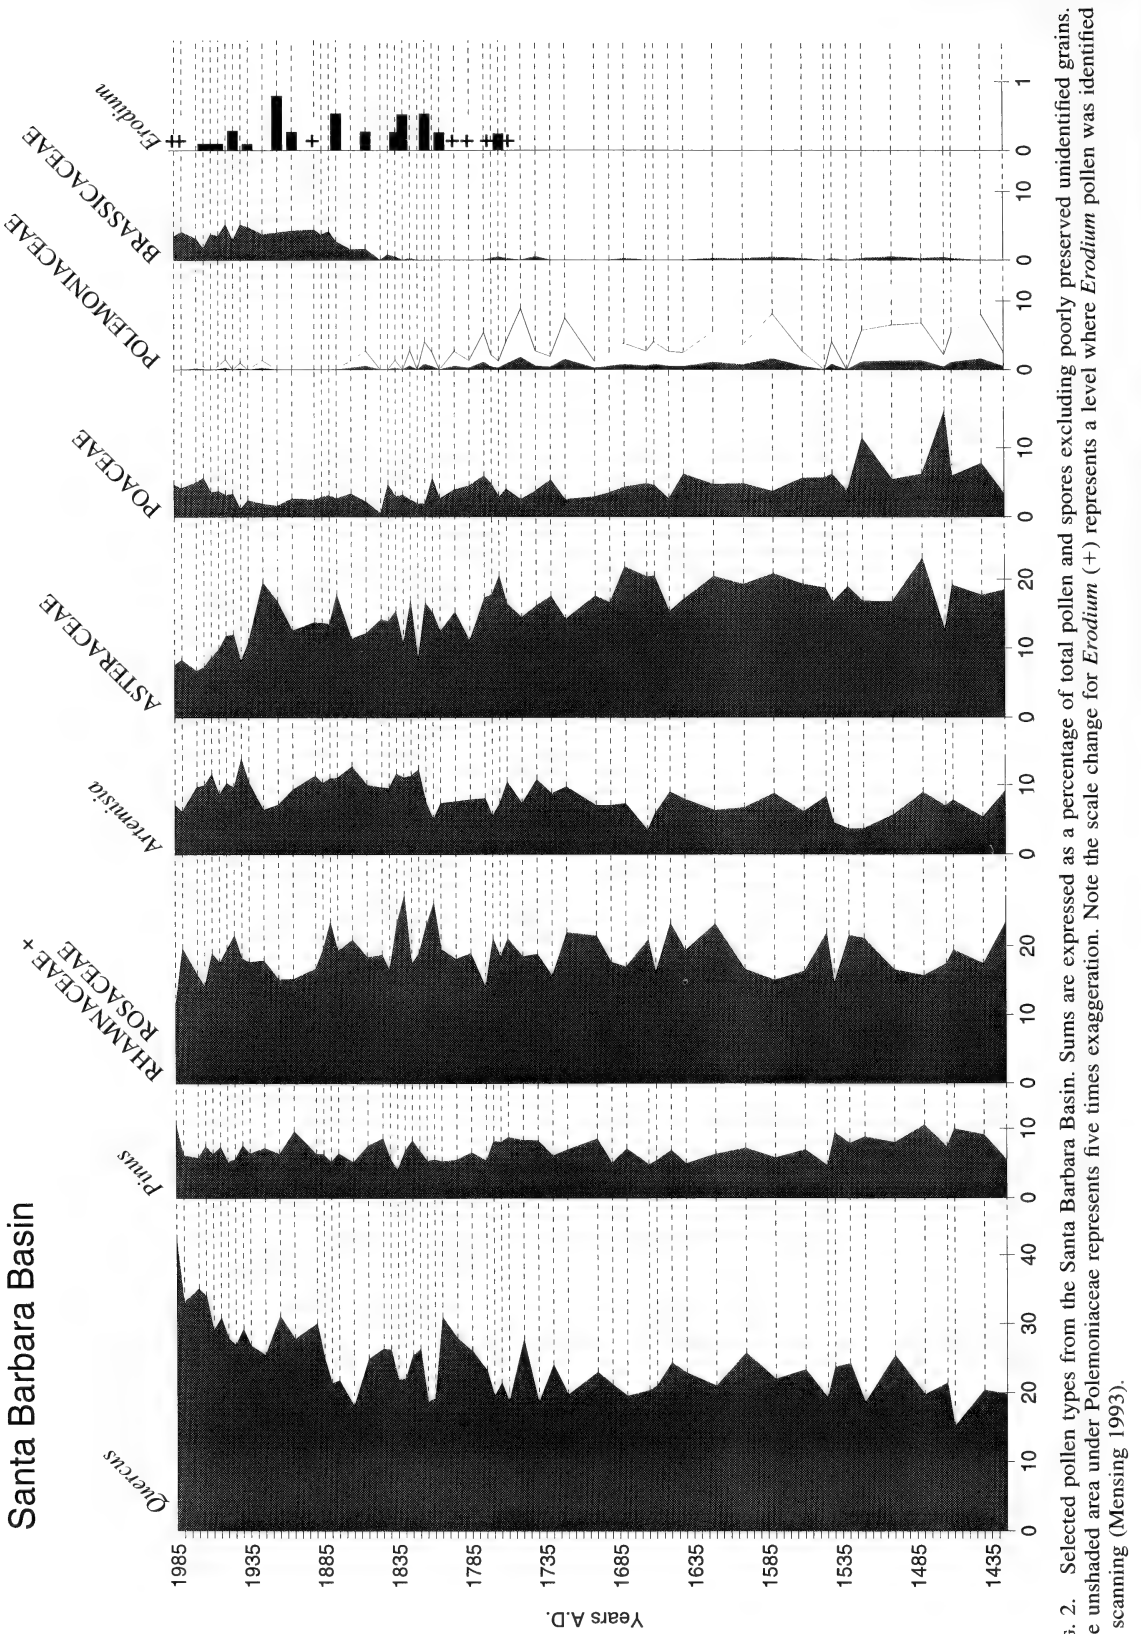 Santa Barbara Basin
Quercus
Pinus
RHAMNACEAE +
ROSACEAE
Artemisia
ASTERACEAE
POACEAE
POLEMONIACEAE
BRASSICACEAE
Erodium
Years A.D.
1985
1935
1885
1835
1785
1735
1685
1635
1585
1535
1485
1435
0 10 20 30 40
0 10
0 10 20
0 10
0 10 20
0 10
0 10
0 10
0 1
s. 2. Selected pollen types from the Santa Barbara Basin. Sums are expressed as a percentage of total pollen and spores excluding poorly preserved unidentified grains.
e unshaded area under Polemoniaceae represents five times exaggeration. Note the scale change for Erodium (+) represents a level where Erodium pollen was identified
scanning (Mensing 1993).